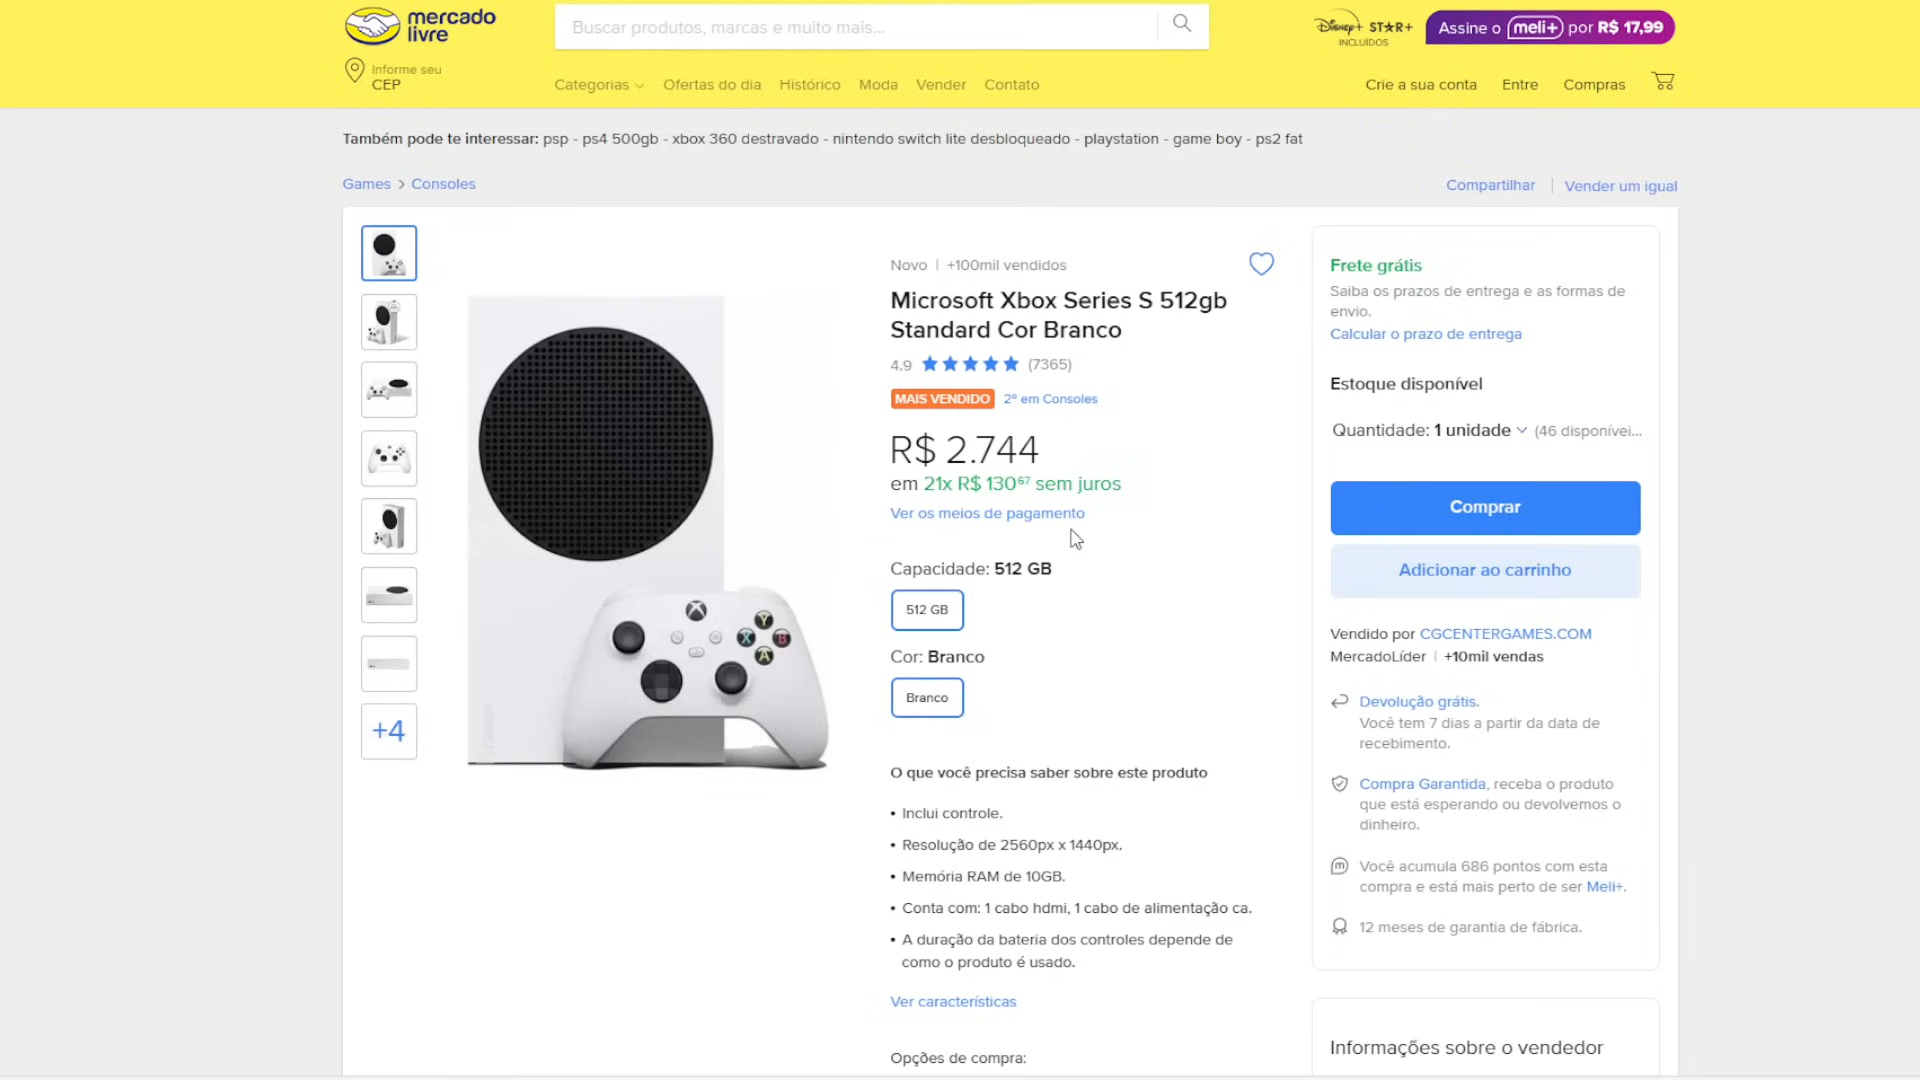 mercado
livre
Buscar produtos, marcas e muito mais...
Disney+ STAR+
INCLUÍDOS
Assine o meli+ por R$ 17,99
Informe seu
CEP
Categorias
Ofertas do dia
Histórico
Moda
Vender
Contato
Crie a sua conta
Entre
Compras
Também pode te interessar: psp - ps4 500gb - xbox 360 destravado - nintendo switch lite desbloqueado - playstation - game boy - ps2 fat
Games > Consoles
Compartilhar | Vender um igual
+4
Novo | +100mil vendidos
Microsoft Xbox Series S 512gb
Standard Cor Branco
4.9 (7365)
MAIS VENDIDO 2º em Consoles
R$ 2.744
em 21x R$ 130⁶⁷ sem juros
Ver os meios de pagamento
Capacidade: 512 GB
512 GB
Cor: Branco
Branco
O que você precisa saber sobre este produto
• Inclui controle.
• Resolução de 2560px x 1440px.
• Memória RAM de 10GB.
• Conta com: 1 cabo hdmi, 1 cabo de alimentação ca.
• A duração da bateria dos controles depende de
como o produto é usado.
Ver características
Opções de compra:
Frete grátis
Saiba os prazos de entrega e as formas de
envio.
Calcular o prazo de entrega
Estoque disponível
Quantidade: 1 unidade (46 disponívei...
Comprar
Adicionar ao carrinho
Vendido por CGCENTERGAMES.COM
MercadoLíder | +10mil vendas
Devolução grátis.
Você tem 7 dias a partir da data de
recebimento.
Compra Garantida, receba o produto
que está esperando ou devolvemos o
dinheiro.
Você acumula 686 pontos com esta
compra e está mais perto de ser Meli+.
12 meses de garantia de fábrica.
Informações sobre o vendedor
X
Y
X
B
A